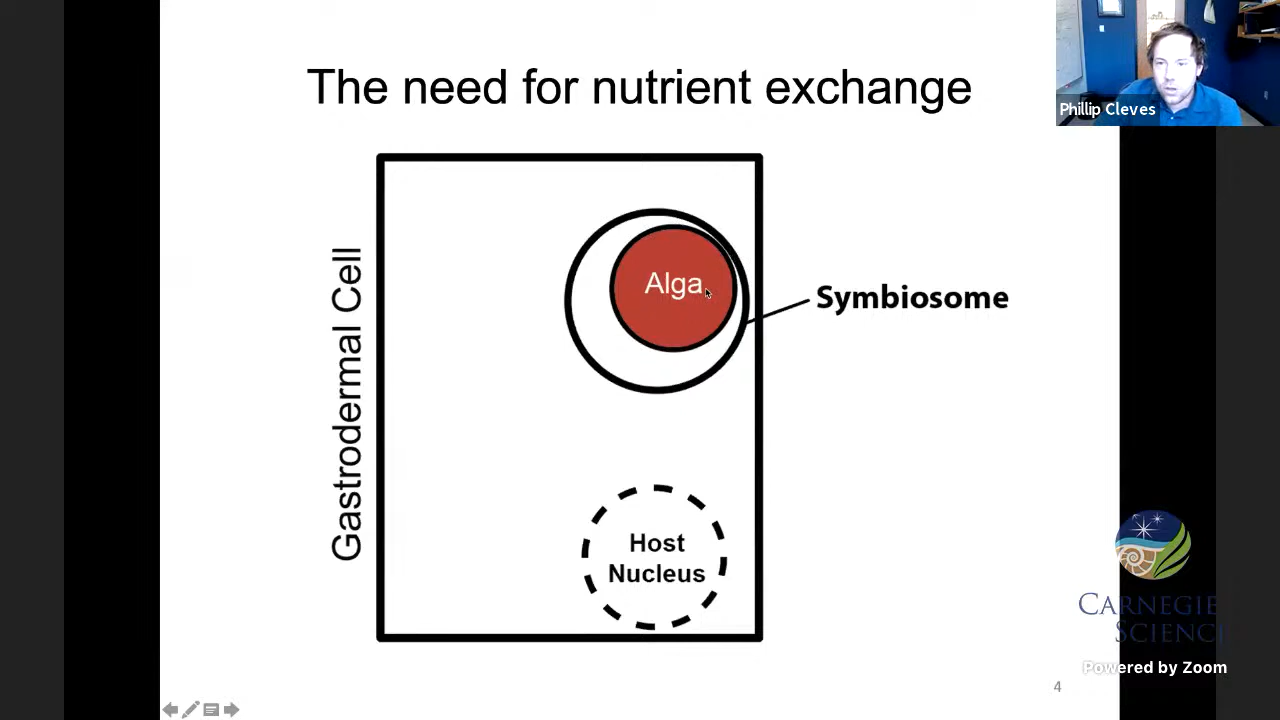 The need for nutrient exchange
Phillip Cleves
Gastrodermal Cell
Alga
Symbiosome
Host
Nucleus
CARNEGIE
SCIENCE
Powered by Zoom
4